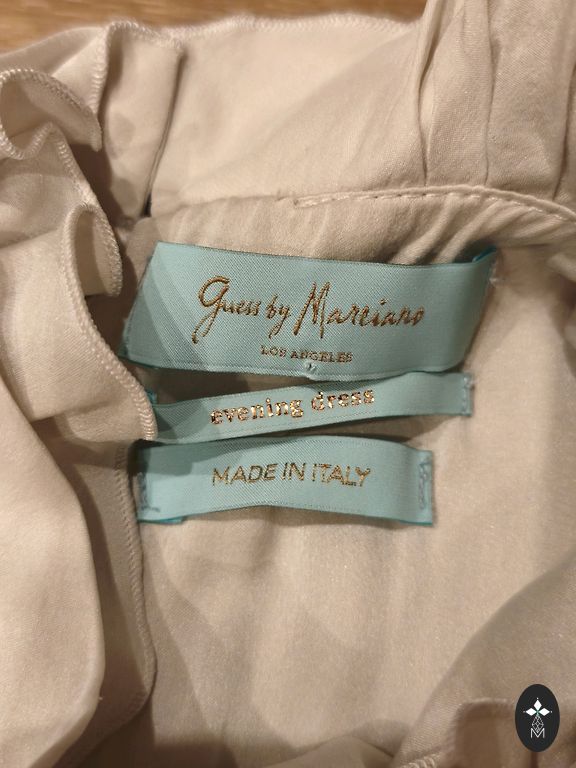 Guess by Marciano
LOS ANGELES
evening dress
MADE IN ITALY
M